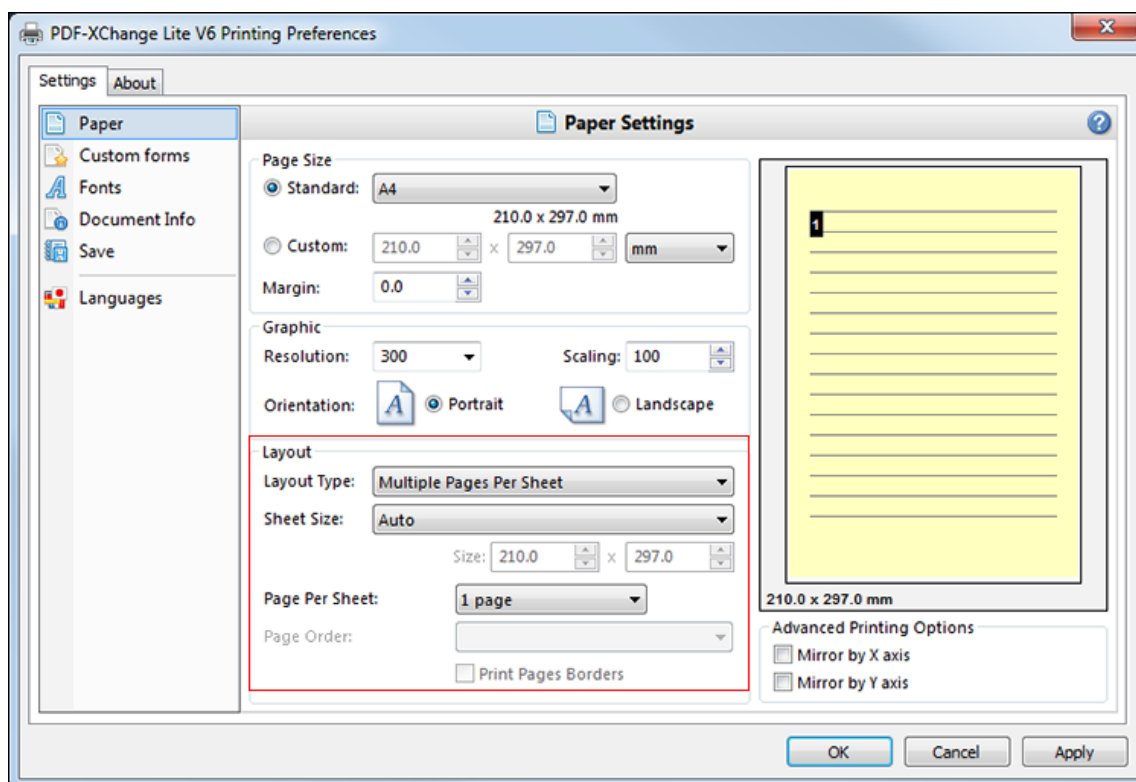 PDF-XChange Lite V6 Printing Preferences
X
Settings About
Paper
Custom forms
Fonts
Document Info
Save
Languages
Paper Settings
?
Page Size
Standard: A4
210.0 x 297.0 mm
Custom: 210.0 x 297.0 mm
Margin: 0.0
Graphic
Resolution: 300 Scaling: 100
Orientation: A Portrait A Landscape
Layout
Layout Type: Multiple Pages Per Sheet
Sheet Size: Auto
Size: 210.0 x 297.0
Page Per Sheet: 1 page
Page Order:
Print Pages Borders
1
210.0 x 297.0 mm
Advanced Printing Options
Mirror by X axis
Mirror by Y axis
OK Cancel Apply